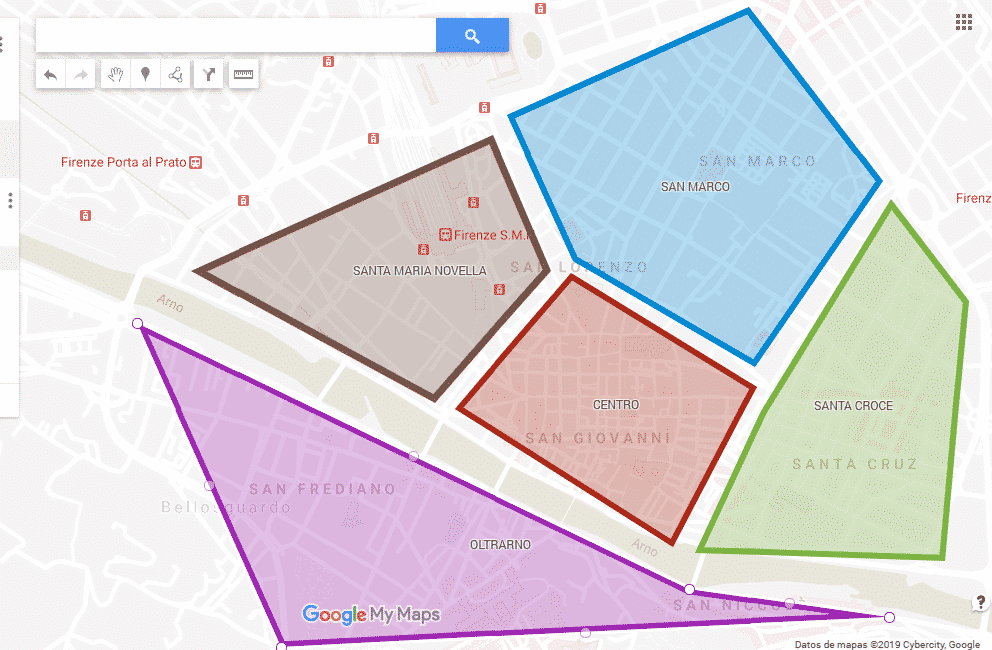 Firenze Porta al Prato
SAN MARCO
SAN MARCO
Firenz
Firenze S.M.
SAN LORENZO
SANTA MARIA NOVELLA
Arno
CENTRO
SANTA CROCE
SAN GIOVANNI
SANTA CRUZ
SAN FREDIANO
Bellosguardo
OLTRARNO
Arno
SAN NICCO
Google My Maps
?
Datos de mapas ©2019 Cybercity, Google